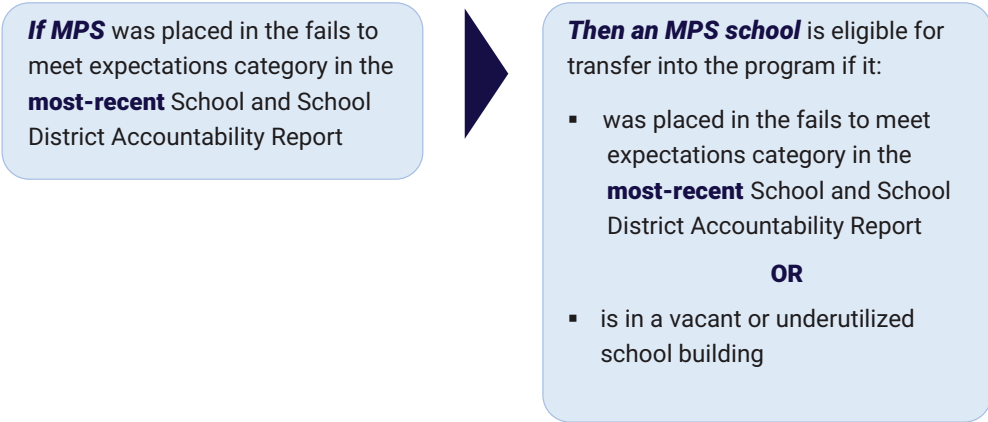 If MPS was placed in the fails to
meet expectations category in the
most-recent School and School
District Accountability Report
Then an MPS school is eligible for
transfer into the program if it:
▪ was placed in the fails to meet
expectations category in the
most-recent School and School
District Accountability Report
OR
▪ is in a vacant or underutilized
school building